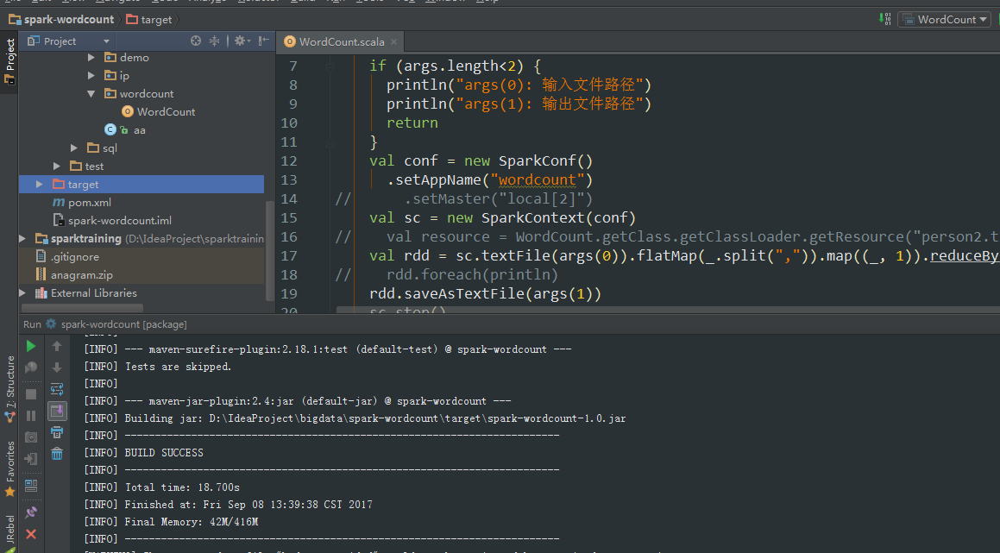 spark-wordcount target
WordCount
Project
WordCount.scala
demo
ip
wordcount
WordCount
aa
sql
test
target
pom.xml
spark-wordcount.iml
sparktraining (D:\IdeaProject\sparktrainin
.gitignore
anagram.zip
External Libraries
Project
7: Structure
Favorites
JRebel
7 if (args.length<2) {
8 println("args(0): 输入文件路径")
9 println("args(1): 输出文件路径")
10 return
11 }
12 val conf = new SparkConf()
13 .setAppName("wordcount")
14 // .setMaster("local[2]")
15 val sc = new SparkContext(conf)
16 // val resource = WordCount.getClass.getClassLoader.getResource("person2.t
17 val rdd = sc.textFile(args(0)).flatMap(_.split(",")).map((_, 1)).reduceBy
18 // rdd.foreach(println)
19 rdd.saveAsTextFile(args(1))
20 sc.stop()
Run spark-wordcount [package]
[INFO] --- maven-surefire-plugin:2.18.1:test (default-test) @ spark-wordcount ---
[INFO] Tests are skipped.
[INFO]
[INFO] --- maven-jar-plugin:2.4:jar (default-jar) @ spark-wordcount ---
[INFO] Building jar: D:\IdeaProject\bigdata\spark-wordcount\target\spark-wordcount-1.0.jar
[INFO] ------------------------------------------------------------------------
[INFO] BUILD SUCCESS
[INFO] ------------------------------------------------------------------------
[INFO] Total time: 18.700s
[INFO] Finished at: Fri Sep 08 13:39:38 CST 2017
[INFO] Final Memory: 42M/416M
[INFO] ------------------------------------------------------------------------